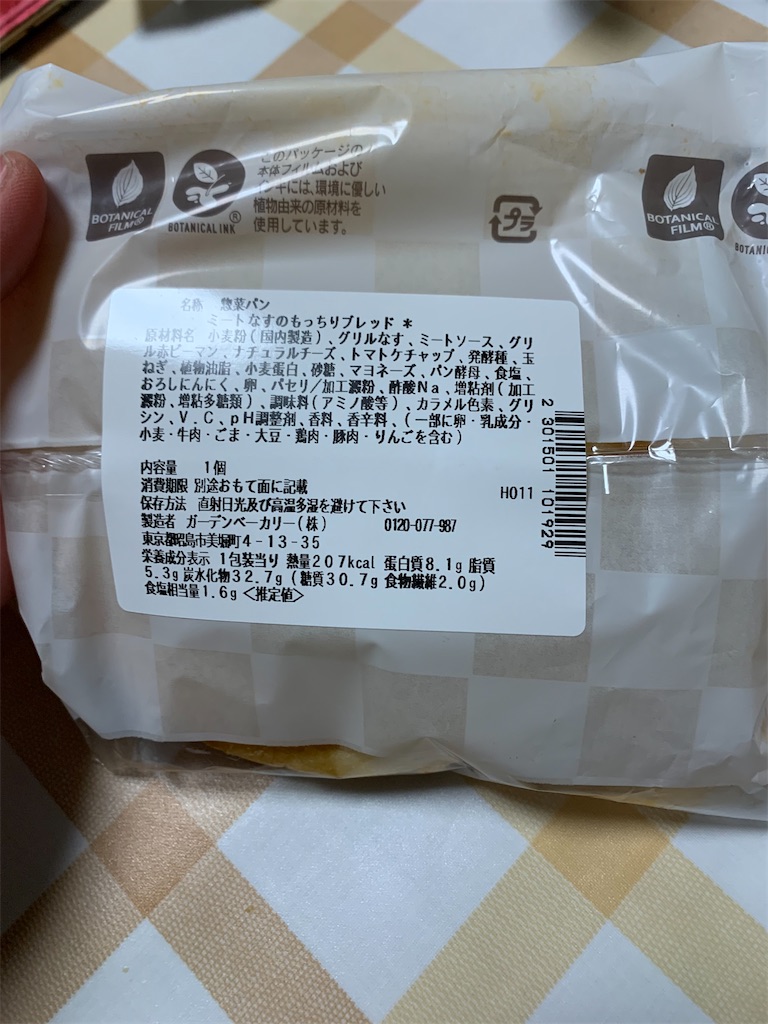 BOTANICAL
FILM®
BOTANICAL INK®
このパッケージの
本体フィルムおよび
インキには、環境に優しい
植物由来の原材料を
使用しています。
プラ
BOTANICAL
FILM®
名称 惣菜パン
ミートなすのもっちりブレッド *
原材料名 小麦粉(国内製造)、グリルなす、ミートソース、グリ
ル赤ピーマン、ナチュラルチーズ、トマトケチャップ、発酵種、玉
ねぎ、植物油脂、小麦蛋白、砂糖、マヨネーズ、パン酵母、食塩、
おろしにんにく、卵、パセリ/加工澱粉、酢酸Na、増粘剤(加工
澱粉、増粘多糖類)、調味料(アミノ酸等)、カラメル色素、グリ
シン、V.C、pH調整剤、香料、香辛料、(一部に卵・乳成分・
小麦・牛肉・ごま・大豆・鶏肉・豚肉・りんごを含む)
内容量 1個
消費期限 別途おもて面に記載
保存方法 直射日光及び高温多湿を避けて下さい
製造者 ガーデンベーカリー(株) 0120-077-987
東京都昭島市美堀町4-13-35
栄養成分表示 1包装当り 熱量207kcal 蛋白質8.1g 脂質
5.3g 炭水化物32.7g (糖質30.7g 食物繊維2.0g)
食塩相当量1.6g <推定値>
H011
2 301501 101929